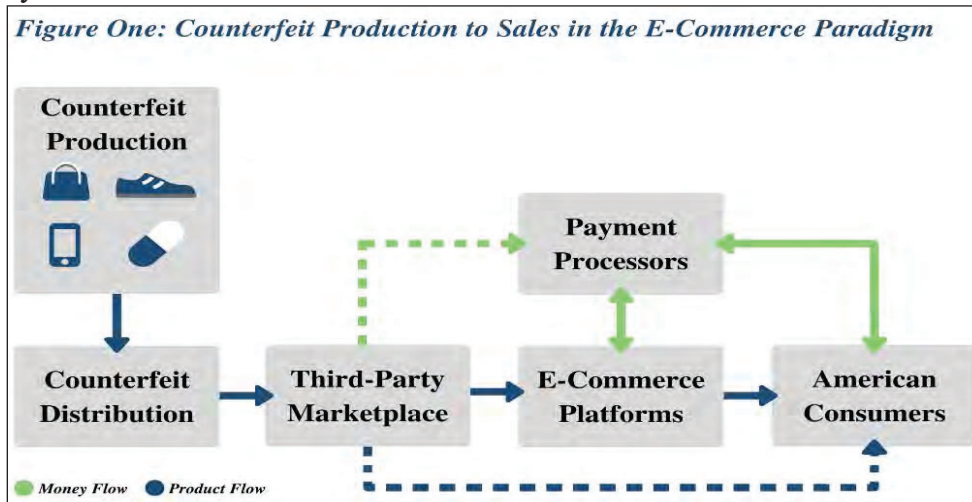 Figure One: Counterfeit Production to Sales in the E-Commerce Paradigm
Counterfeit
Production
Payment
Processors
Counterfeit
Distribution
Third-Party
Marketplace
E-Commerce
Platforms
American
Consumers
Money Flow
Product Flow